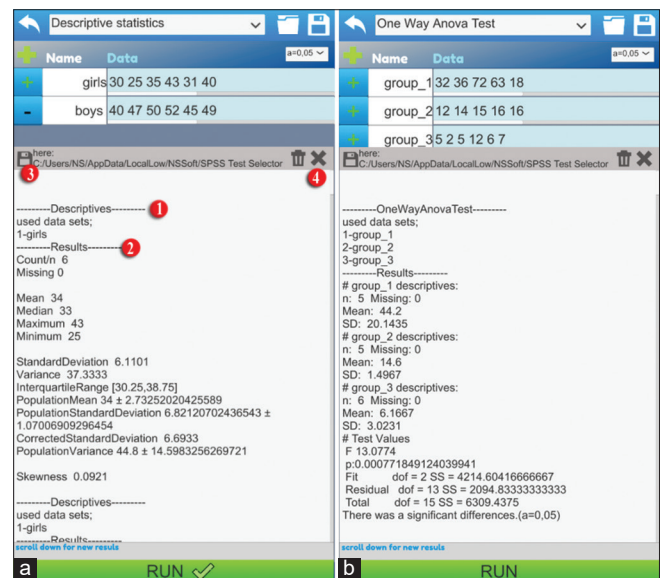 Descriptive statistics
Name Data a=0,05
girls 30 25 35 43 31 40
boys 40 47 50 52 45 49
here:
C:/Users/NS/AppData/LocalLow/NSSoft/SPSS Test Selector
3
4
---------Descriptives--------- 1
used data sets;
1-girls
---------Results--------- 2
Count/n 6
Missing 0
Mean 34
Median 33
Maximum 43
Minimum 25
StandardDeviation 6.1101
Variance 37.3333
InterquartileRange [30.25,38.75]
PopulationMean 34 ± 2.73252020425589
PopulationStandardDeviation 6.82120702436543 ±
1.07006909296454
CorrectedStandardDeviation 6.6933
PopulationVariance 44.8 ± 14.5983256269721
Skewness 0.0921
---------Descriptives---------
used data sets;
1-girls
---------Results---------
scroll down for new resuls
a RUN
One Way Anova Test
Name Data a=0,05
group_1 32 36 72 63 18
group_2 12 14 15 16 16
group_3 5 2 5 12 6 7
here:
C:/Users/NS/AppData/LocalLow/NSSoft/SPSS Test Selector
---------OneWayAnovaTest---------
used data sets;
1-group_1
2-group_2
3-group_3
---------Results---------
# group_1 descriptives:
n: 5 Missing: 0
Mean: 44.2
SD: 20.1435
# group_2 descriptives:
n: 5 Missing: 0
Mean: 14.6
SD: 1.4967
# group_3 descriptives:
n: 6 Missing: 0
Mean: 6.1667
SD: 3.0231
# Test Values
F 13.0774
p:0.000771849124039941
Fit dof = 2 SS = 4214.60416666667
Residual dof = 13 SS = 2094.83333333333
Total dof = 15 SS = 6309.4375
There was a significant differences.(a=0,05)
scroll down for new resuls
b RUN